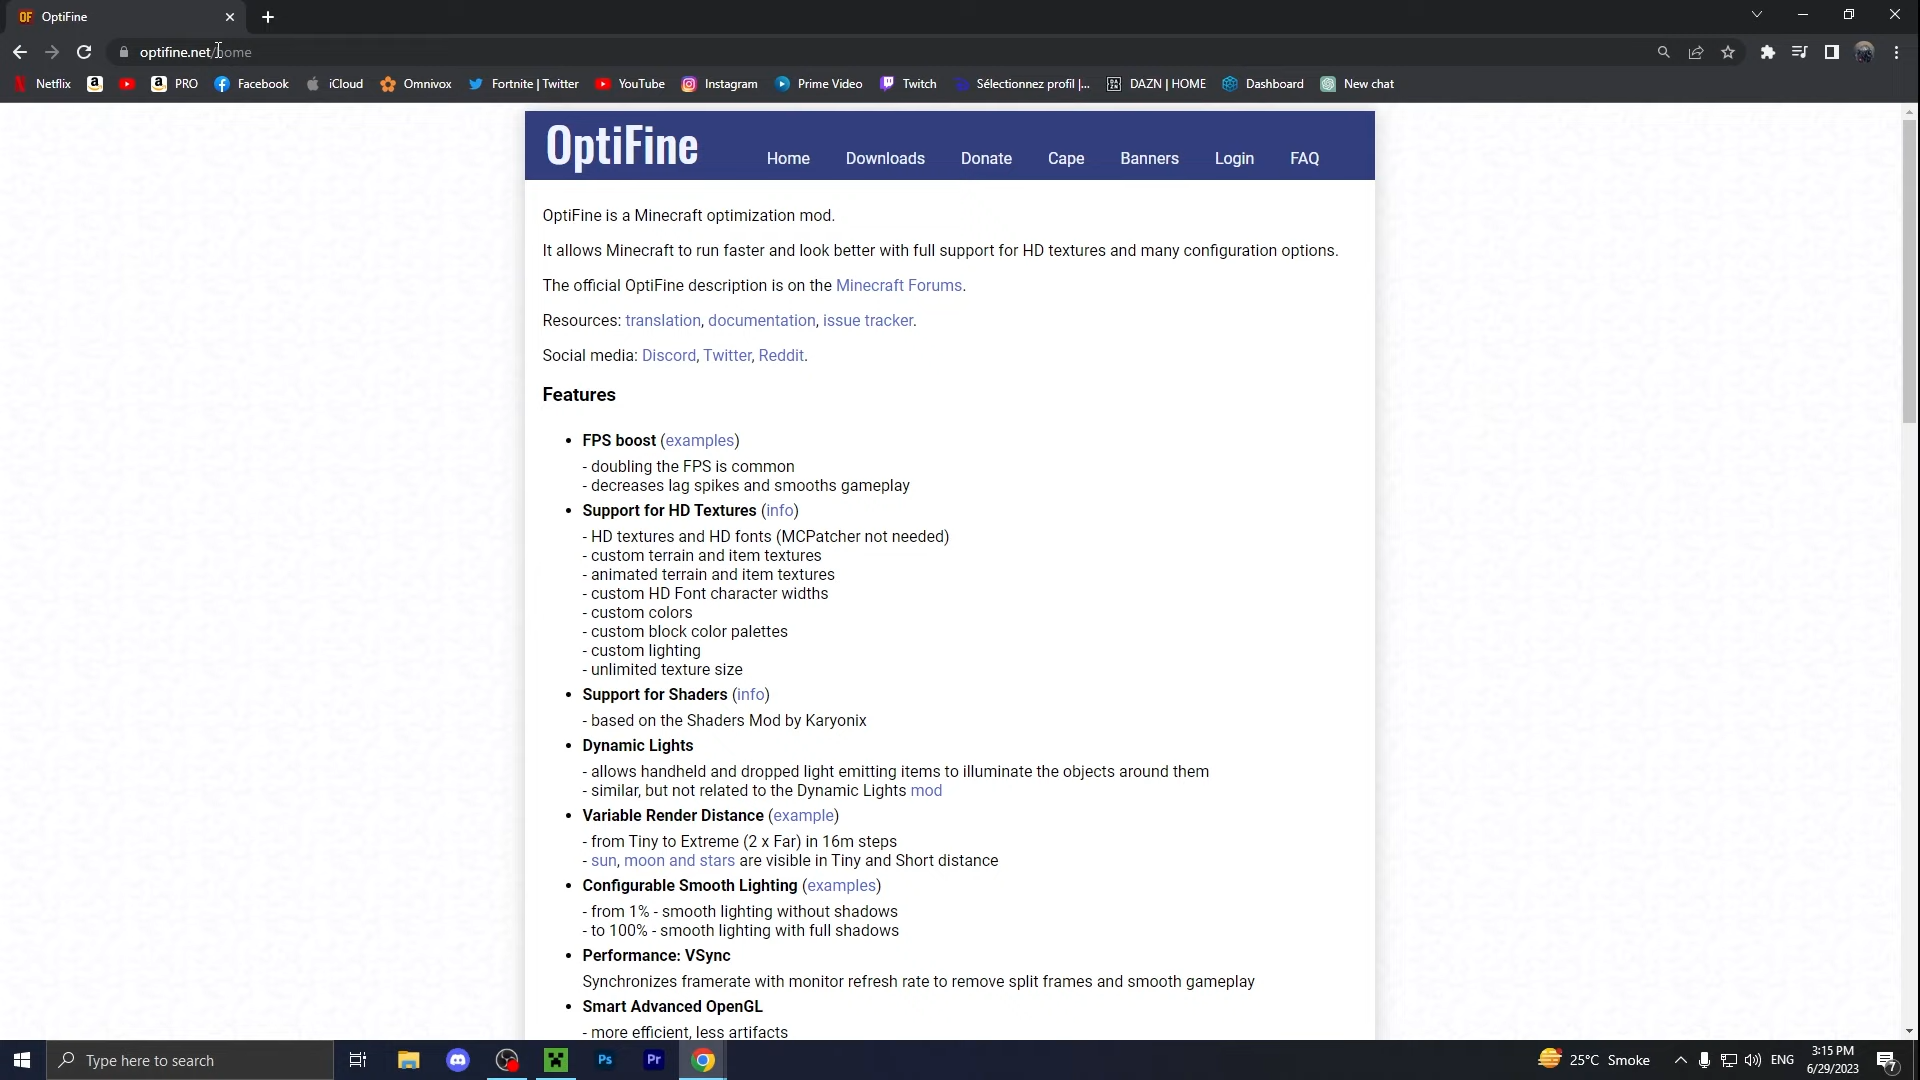 OF OptiFine
optifine.net/home
Netflix PRO Facebook iCloud Omnivox Fortnite | Twitter YouTube Instagram Prime Video Twitch Sélectionnez profil |... DAZN | HOME Dashboard New chat
OptiFine Home Downloads Donate Cape Banners Login FAQ
OptiFine is a Minecraft optimization mod.
It allows Minecraft to run faster and look better with full support for HD textures and many configuration options.
The official OptiFine description is on the Minecraft Forums.
Resources: translation, documentation, issue tracker.
Social media: Discord, Twitter, Reddit.
Features
• FPS boost (examples)
- doubling the FPS is common
- decreases lag spikes and smooths gameplay
• Support for HD Textures (info)
- HD textures and HD fonts (MCPatcher not needed)
- custom terrain and item textures
- animated terrain and item textures
- custom HD Font character widths
- custom colors
- custom block color palettes
- custom lighting
- unlimited texture size
• Support for Shaders (info)
- based on the Shaders Mod by Karyonix
• Dynamic Lights
- allows handheld and dropped light emitting items to illuminate the objects around them
- similar, but not related to the Dynamic Lights mod
• Variable Render Distance (example)
- from Tiny to Extreme (2 x Far) in 16m steps
- sun, moon and stars are visible in Tiny and Short distance
• Configurable Smooth Lighting (examples)
- from 1% - smooth lighting without shadows
- to 100% - smooth lighting with full shadows
• Performance: VSync
Synchronizes framerate with monitor refresh rate to remove split frames and smooth gameplay
• Smart Advanced OpenGL
- more efficient, less artifacts
Type here to search Ps Pr 25°C Smoke ENG 3:15 PM
6/29/2023 7